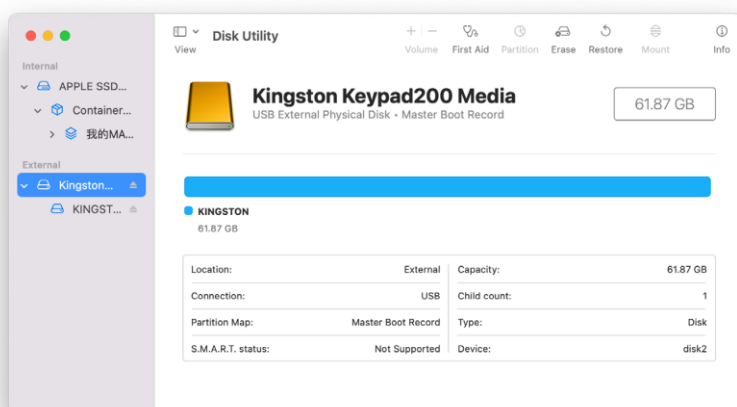 Disk Utility
View
Volume
First Aid
Partition
Erase
Restore
Mount
Info
Internal
APPLE SSD...
Container...
我的MA...
External
Kingston...
KINGST...
Kingston Keypad200 Media
USB External Physical Disk • Master Boot Record
61.87 GB
KINGSTON
61.87 GB
Location: External
Capacity: 61.87 GB
Connection: USB
Child count: 1
Partition Map: Master Boot Record
Type: Disk
S.M.A.R.T. status: Not Supported
Device: disk2